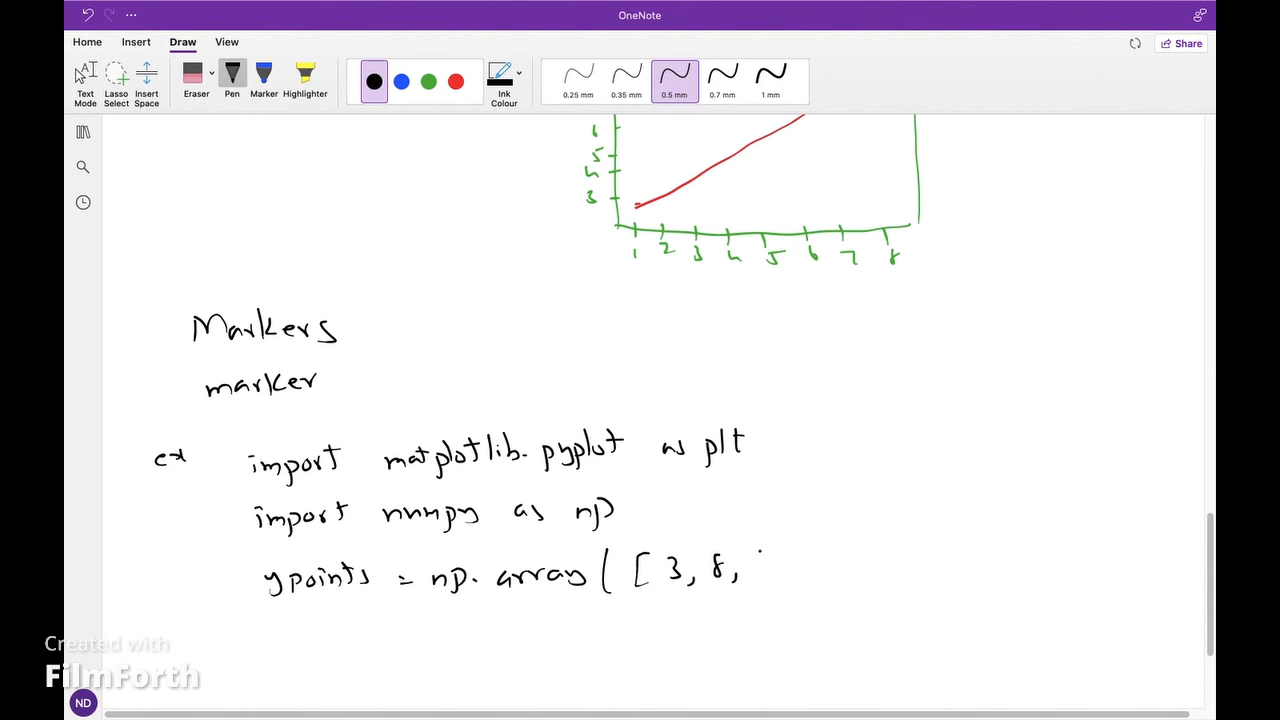 OneNote
Home Insert Draw View
Share
Text Mode
Lasso Select
Insert Space
Eraser
Pen
Marker
Highlighter
Ink Colour
0.25 mm
0.35 mm
0.5 mm
0.7 mm
1 mm
6
5
4
3
1 2 3 4 5 6 7 8
Markers
marker
ex import matplotlib.pyplot as plt
import numpy as np
ypoints = np.array([3, 8,
Created with
FilmForth
ND